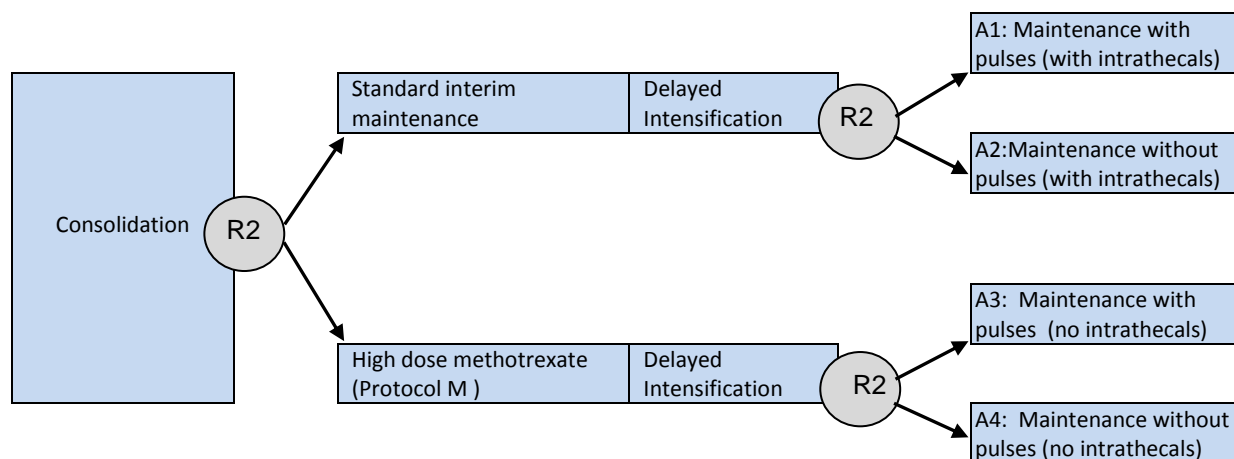 Consolidation
R2
Standard interim
maintenance
Delayed
Intensification
R2
A1: Maintenance with
pulses (with intrathecals)
A2:Maintenance without
pulses (with intrathecals)
High dose methotrexate
(Protocol M )
Delayed
Intensification
R2
A3:  Maintenance with
pulses  (no intrathecals)
A4:  Maintenance without
pulses (no intrathecals)